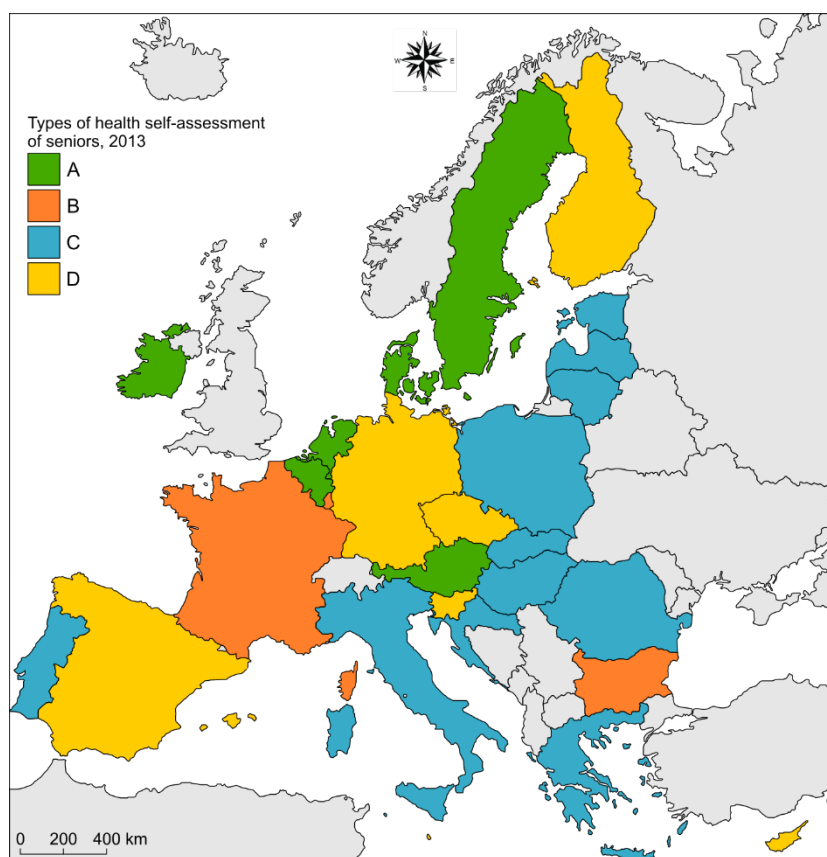 N
W E
S
Types of health self-assessment
of seniors, 2013
A
B
C
D
0 200 400 km